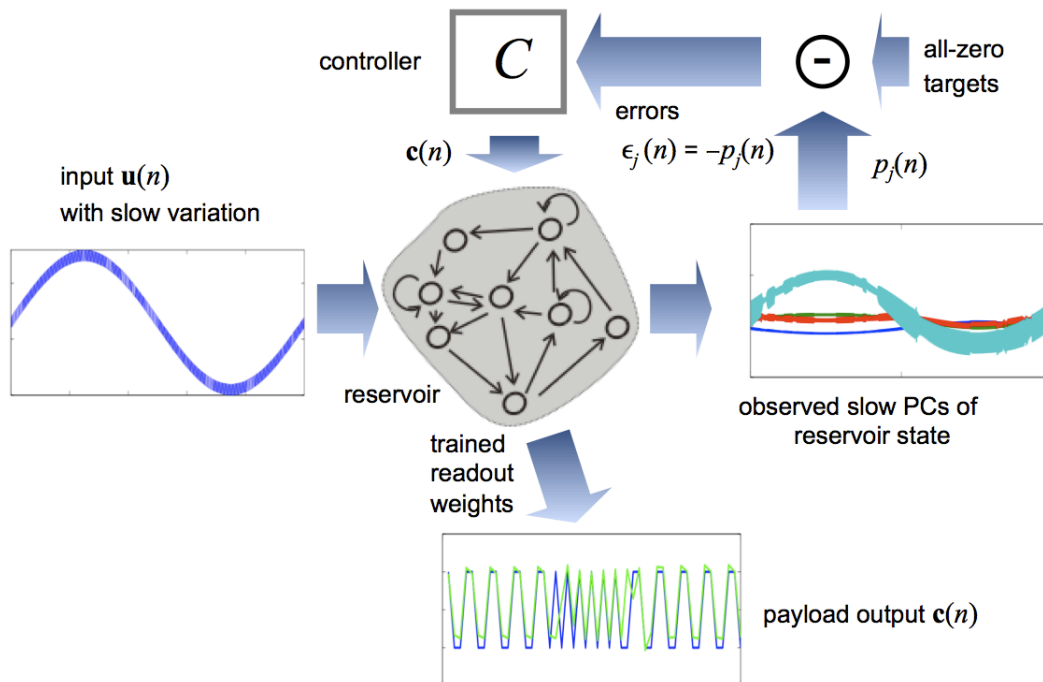 controller
C
-
all-zero
targets
errors
c(n)
ϵj(n) = −pj(n)
pj(n)
input u(n)
with slow variation
reservoir
observed slow PCs of
reservoir state
trained
readout
weights
payload output c(n)